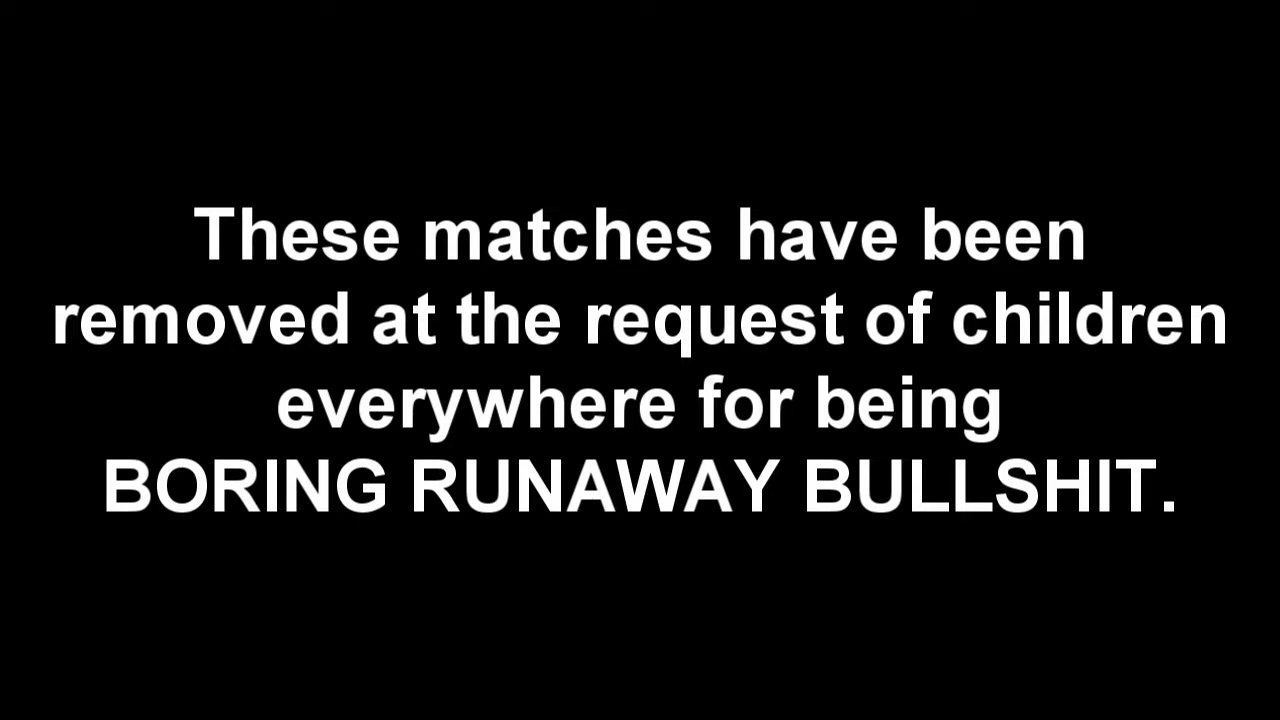 These matches have been
removed at the request of children
everywhere for being
BORING RUNAWAY BULLSHIT.